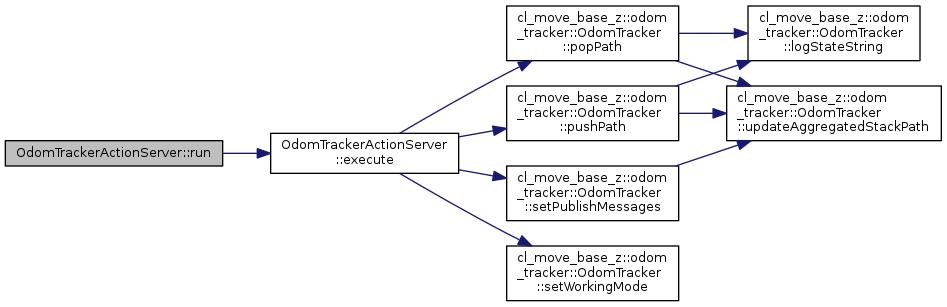 OdomTrackerActionServer::run
OdomTrackerActionServer
::execute
cl_move_base_z::odom
_tracker::OdomTracker
::popPath
cl_move_base_z::odom
_tracker::OdomTracker
::pushPath
cl_move_base_z::odom
_tracker::OdomTracker
::setPublishMessages
cl_move_base_z::odom
_tracker::OdomTracker
::setWorkingMode
cl_move_base_z::odom
_tracker::OdomTracker
::logStateString
cl_move_base_z::odom
_tracker::OdomTracker
::updateAggregatedStackPath